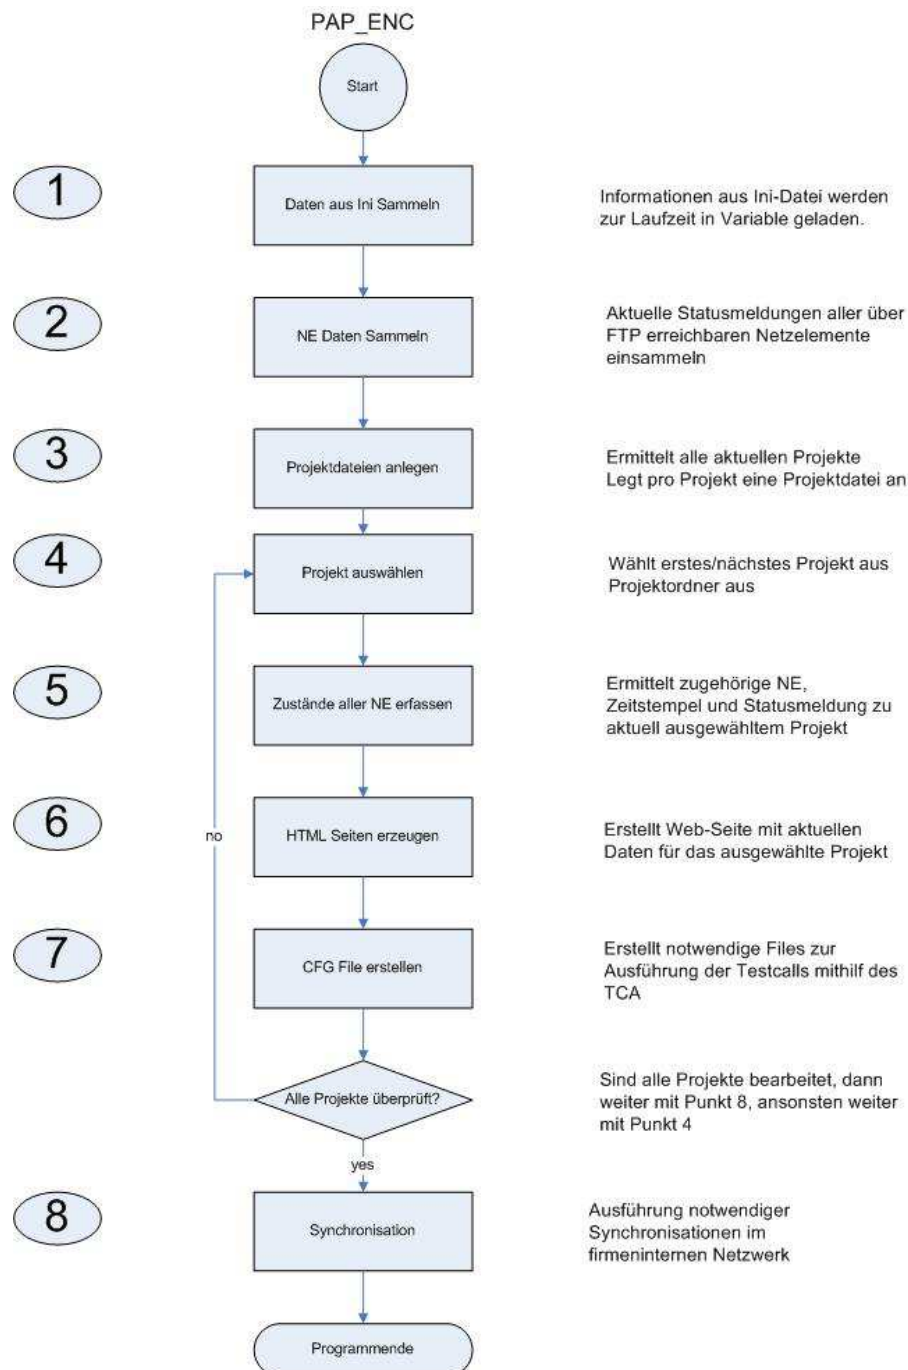 PAP_ENC
Start
1
Daten aus Ini Sammeln
Informationen aus Ini-Datei werden
zur Laufzeit in Variable geladen.
2
NE Daten Sammeln
Aktuelle Statusmeldungen aller über
FTP erreichbaren Netzelemente
einsammeln
3
Projektdateien anlegen
Ermittelt alle aktuellen Projekte
Legt pro Projekt eine Projektdatei an
4
Projekt auswählen
Wählt erstes/nächstes Projekt aus
Projektordner aus
5
Zustände aller NE erfassen
Ermittelt zugehörige NE,
Zeitstempel und Statusmeldung zu
aktuell ausgewähltem Projekt
6
no
HTML Seiten erzeugen
Erstellt Web-Seite mit aktuellen
Daten für das ausgewählte Projekt
7
CFG File erstellen
Erstellt notwendige Files zur
Ausführung der Testcalls mithilf des
TCA
Alle Projekte überprüft?
Sind alle Projekte bearbeitet, dann
weiter mit Punkt 8, ansonsten weiter
mit Punkt 4
yes
8
Synchronisation
Ausführung notwendiger
Synchronisationen im
firmeninternen Netzwerk
Programmende